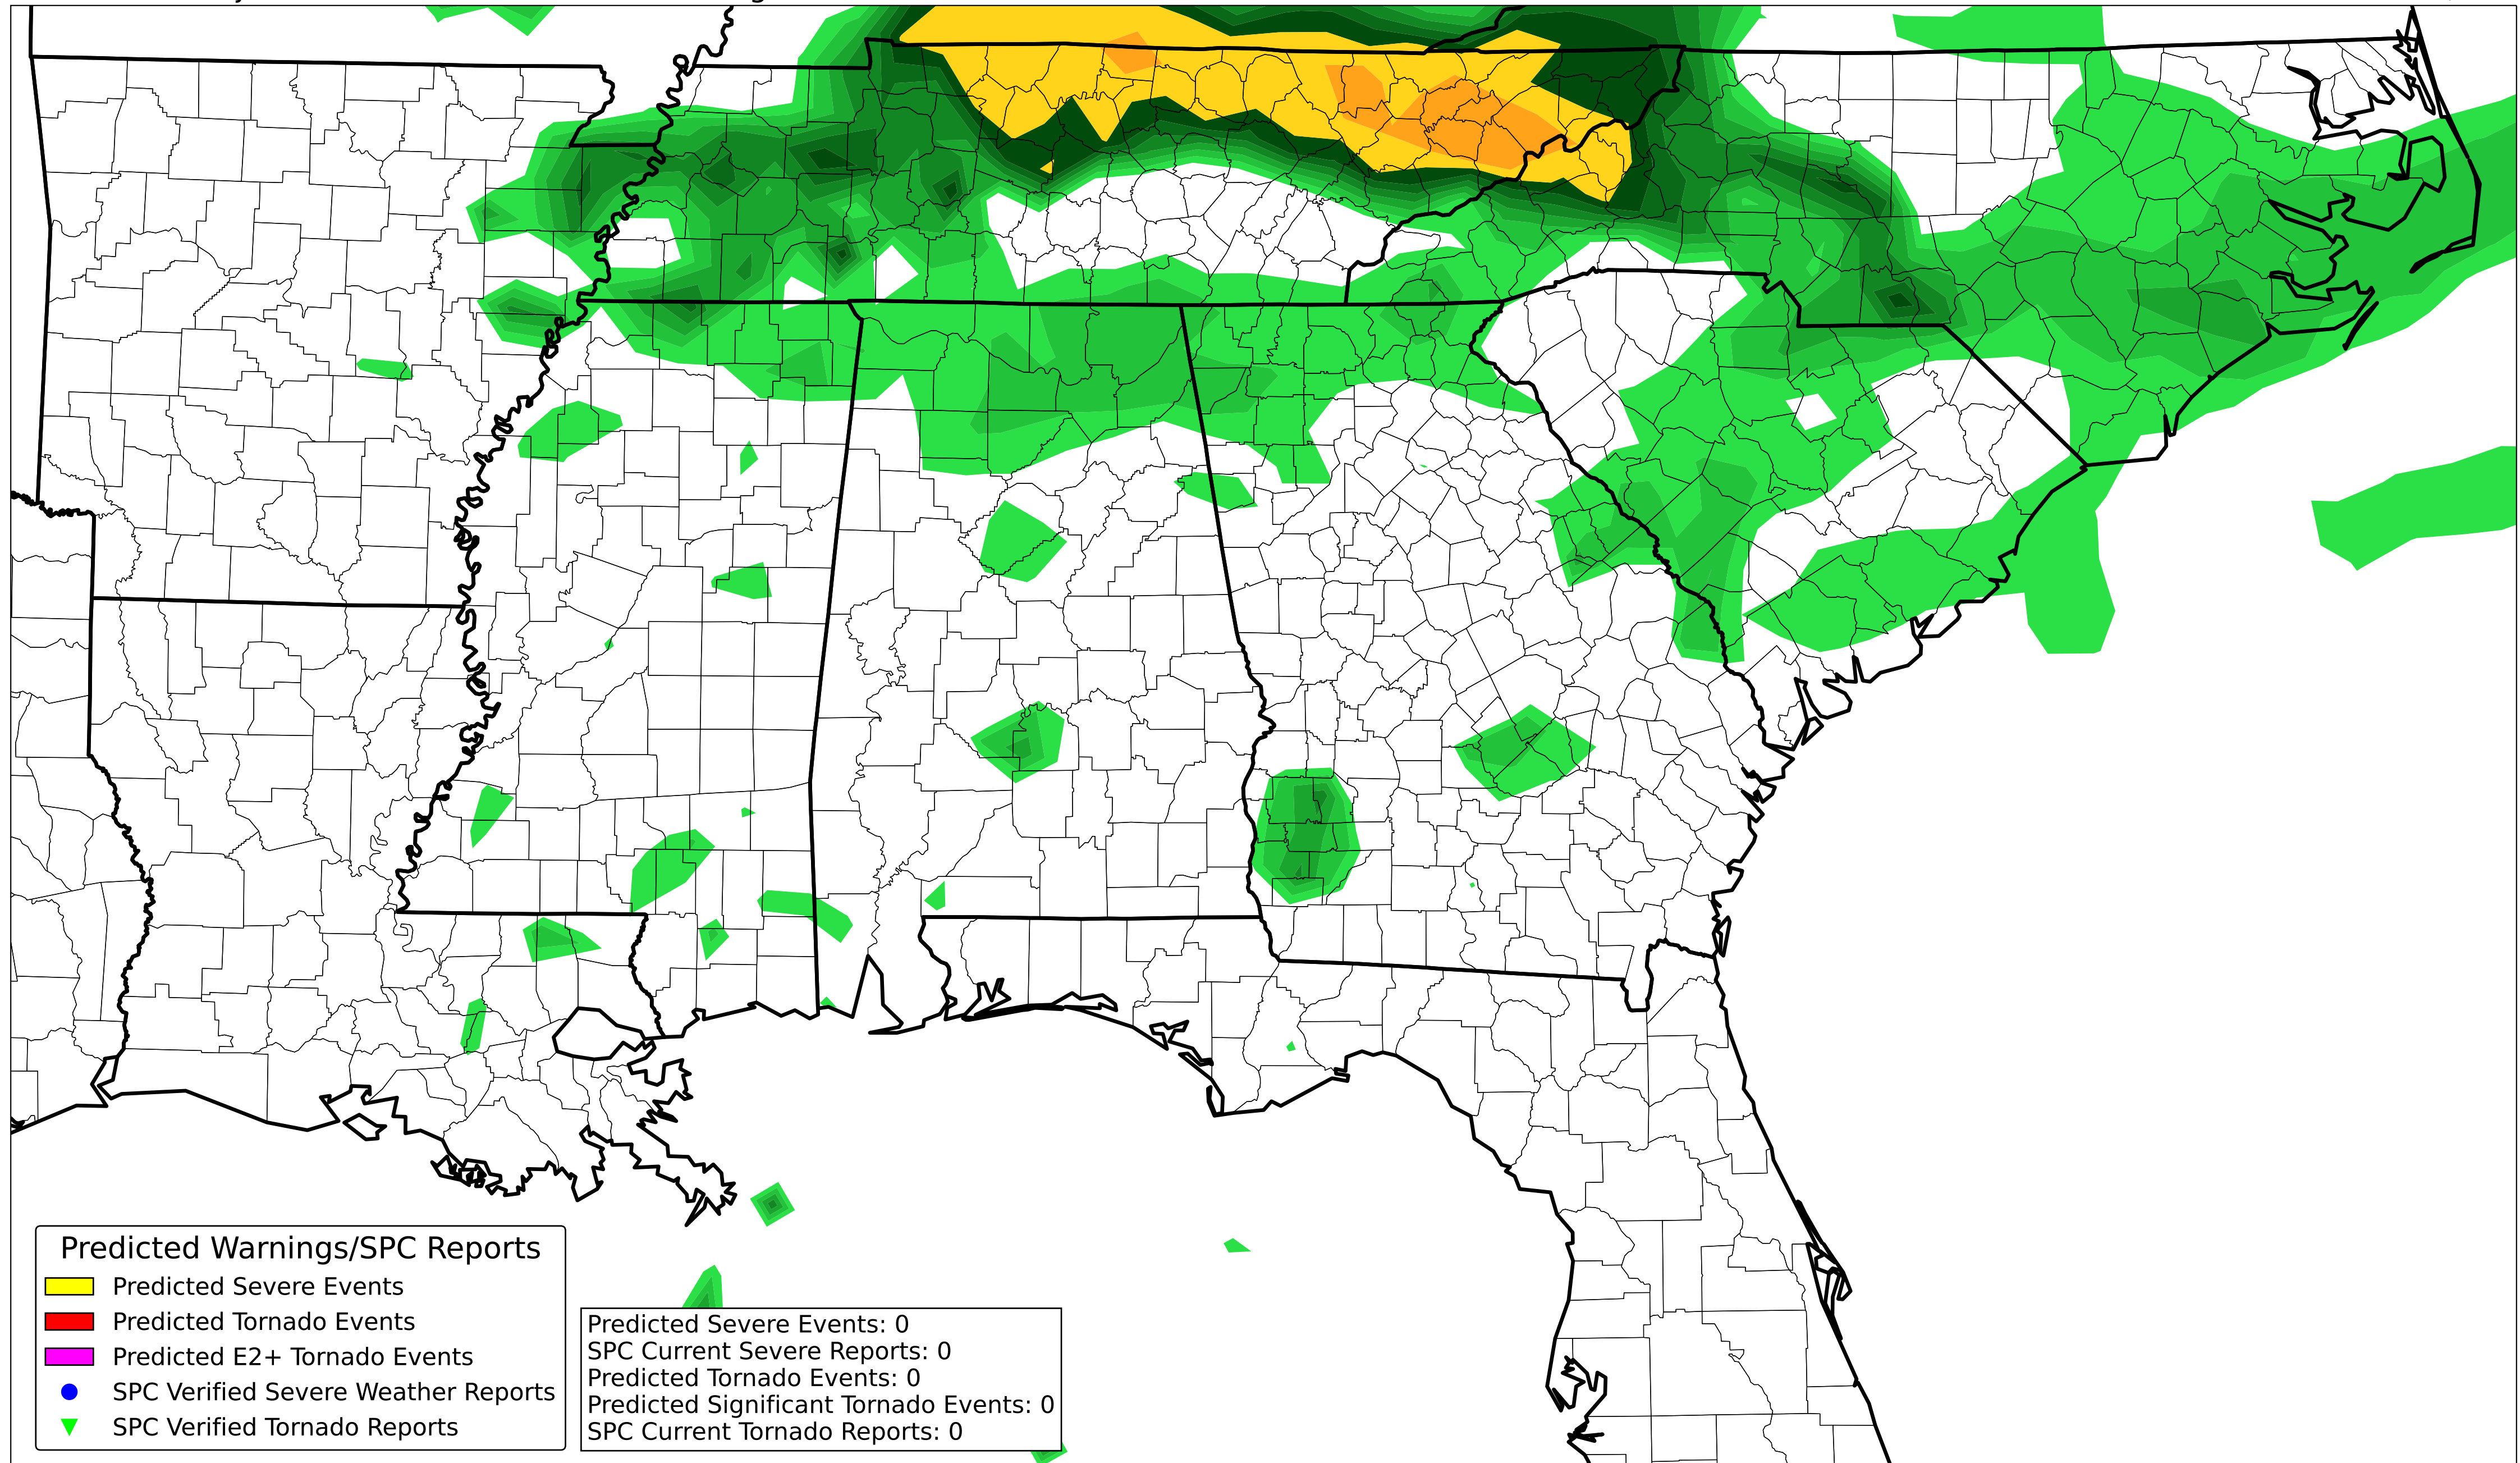 Predicted Warnings/SPC Reports
Predicted Severe Events
Predicted Tornado Events
Predicted E2+ Tornado Events
SPC Verified Severe Weather Reports
SPC Verified Tornado Reports
Predicted Severe Events: 0
SPC Current Severe Reports: 0
Predicted Tornado Events: 0
Predicted Significant Tornado Events: 0
SPC Current Tornado Reports: 0